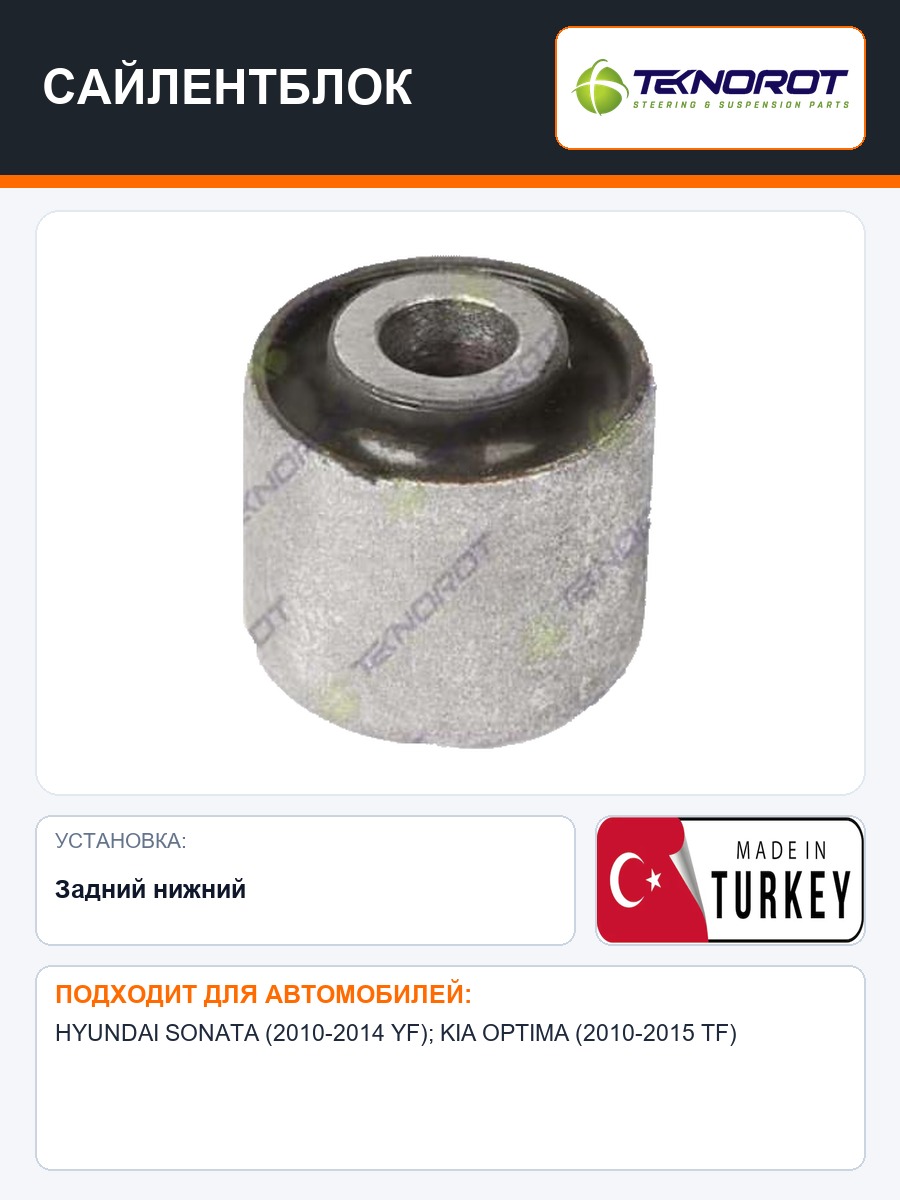 САЙЛЕНТБЛОК
TEKNOROT
STEERING & SUSPENSION PARTS
TEKNOROT
УСТАНОВКА:
Задний нижний
MADE IN
TURKEY
ПОДХОДИТ ДЛЯ АВТОМОБИЛЕЙ:
HYUNDAI SONATA (2010-2014 YF); KIA OPTIMA (2010-2015 TF)